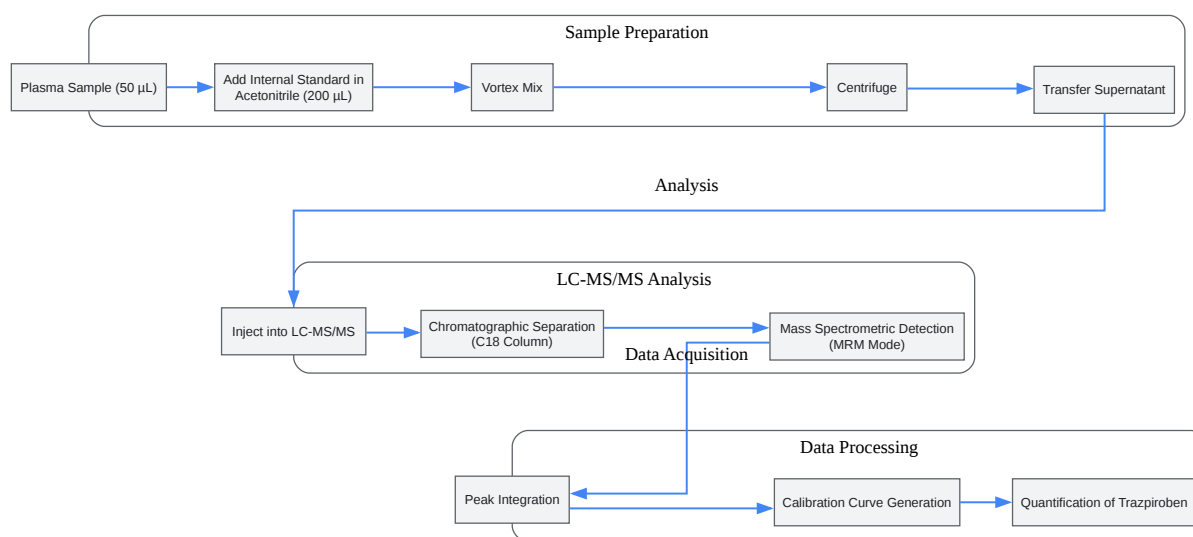 Sample Preparation
Plasma Sample (50 µL)
Add Internal Standard in
Acetonitrile (200 µL)
Vortex Mix
Centrifuge
Transfer Supernatant
Analysis
LC-MS/MS Analysis
Inject into LC-MS/MS
Chromatographic Separation
(C18 Column)
Mass Spectrometric Detection
(MRM Mode)
Data Acquisition
Data Processing
Peak Integration
Calibration Curve Generation
Quantification of Trazpiroben